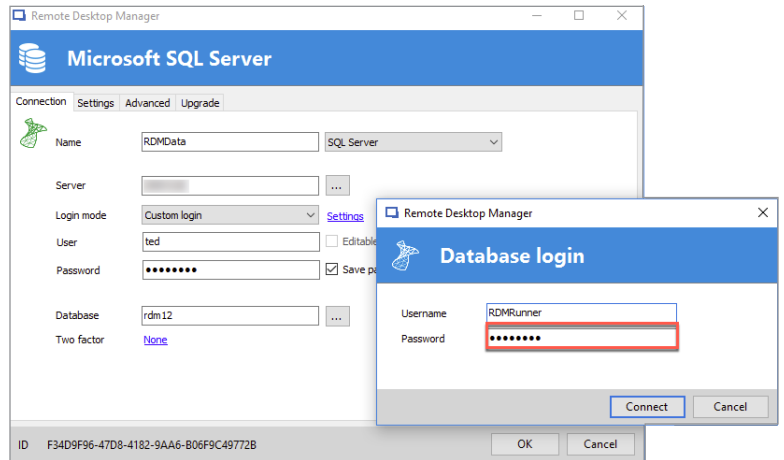 Remote Desktop Manager
Microsoft SQL Server
Connection Settings Advanced Upgrade
Name RDMData SQL Server
Server ...
Login mode Custom login Settings
User ted Editable
Password •••••••• Save pa
Database rdm12 ...
Two factor None
ID F34D9F96-47D8-4182-9AA6-B06F9C49772B OK Cancel
Remote Desktop Manager
Database login
Username RDMRunner
Password ••••••••
Connect Cancel